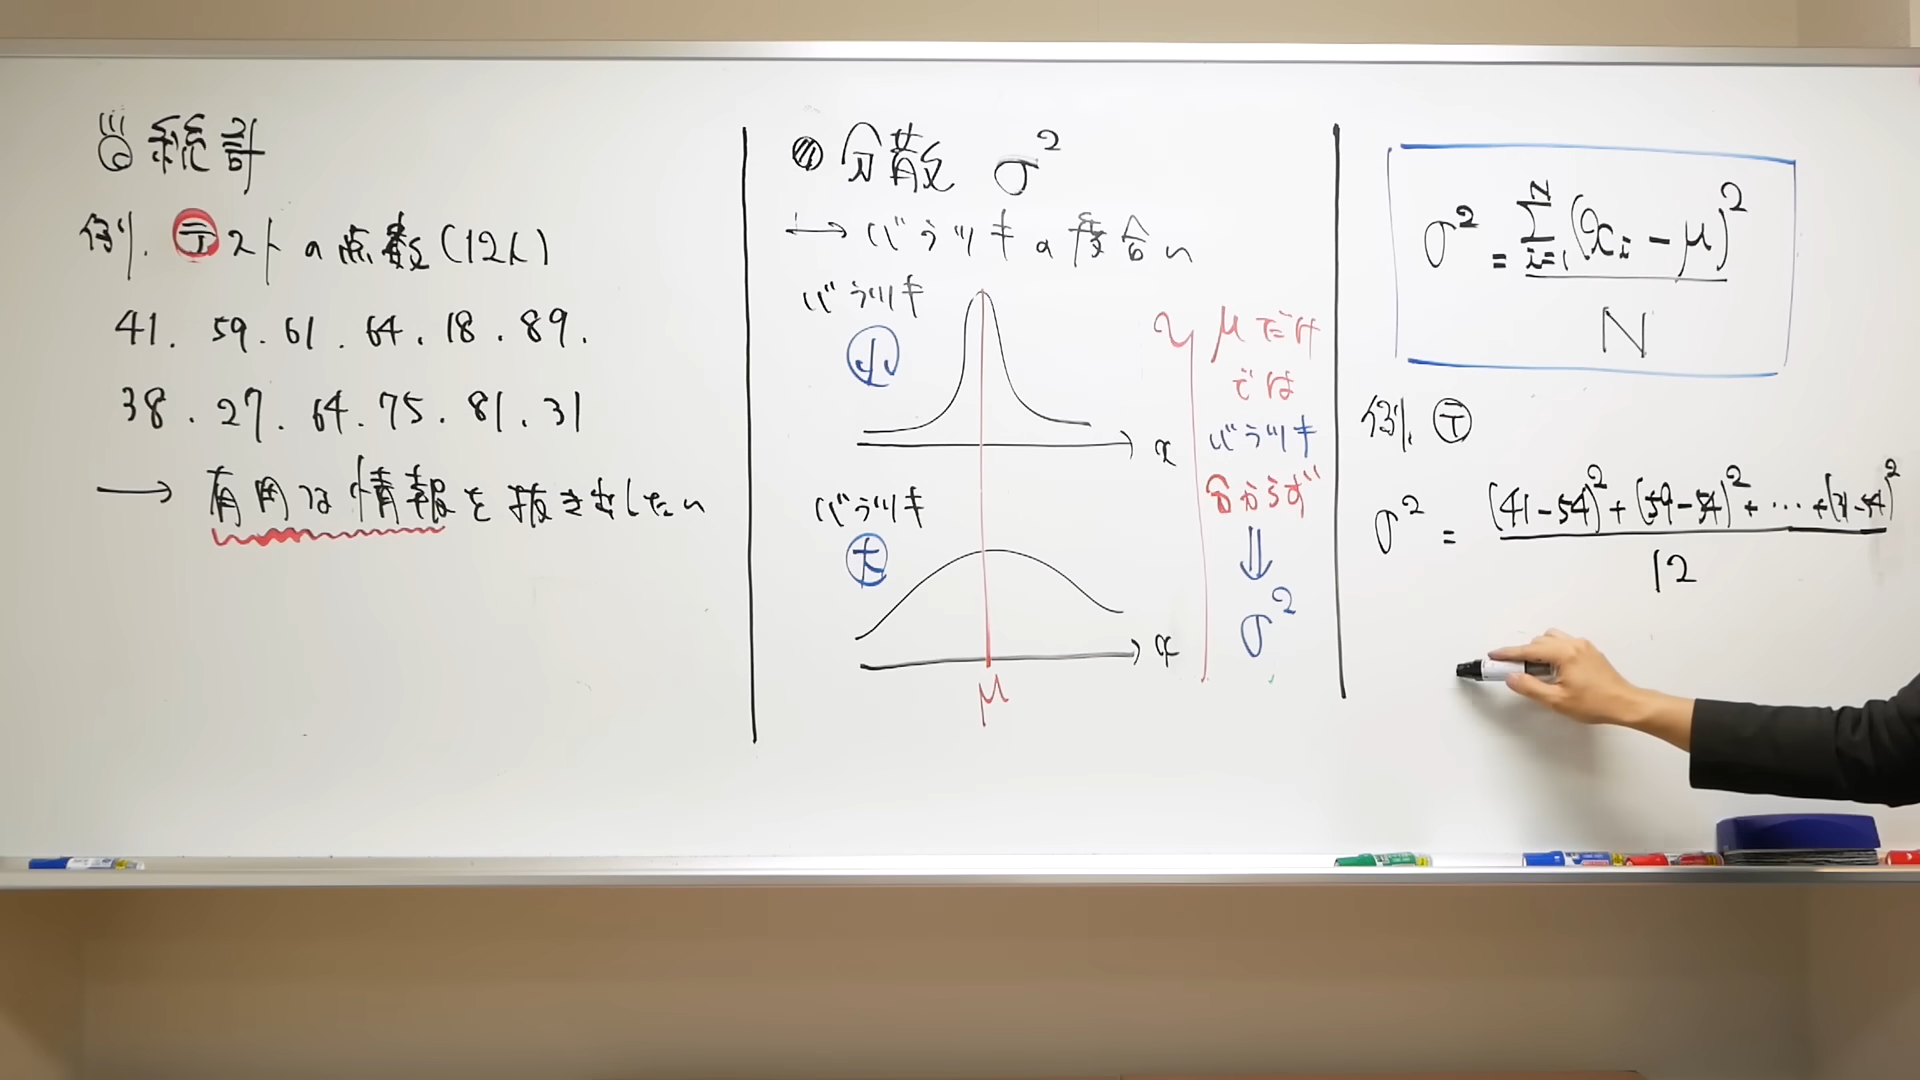 統計
例. テストの点数(12人)
41. 59. 61. 64. 18. 89.
38. 27. 64. 75. 81. 31
→ 有用な情報を抜き出したい
分散 σ²
→ バラツキの度合い
バラツキ
小
x
バラツキ
大
x
μ
μだけ
では
バラツキ
分からず
⇓
σ²
σ² = \frac{\sum_{i=1}^{N}(x_i - μ)²}{N}
例. テ
σ² = \frac{(41-54)²+(59-54)²+…+(31-54)²}{12}